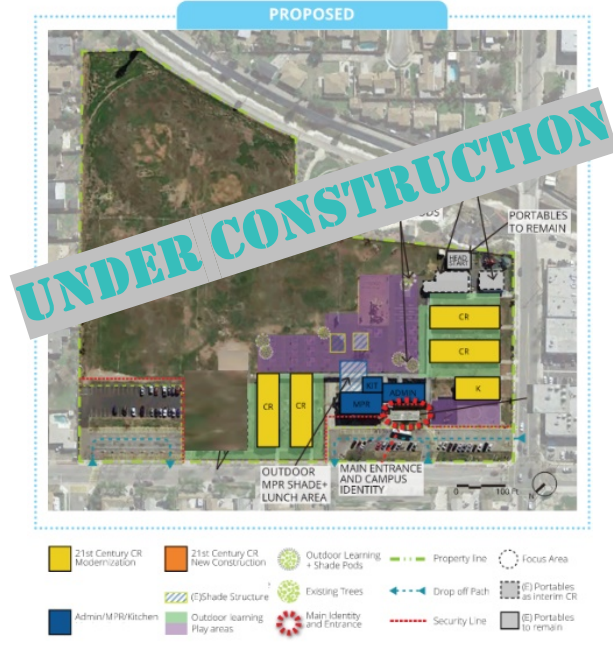 PROPOSED
UNDER CONSTRUCTION
PORTABLES
TO REMAIN
HEAD
START
CR
CR
K
KIT
ADMIN
MPR
CR
CR
OUTDOOR
MPR SHADE+
LUNCH AREA
MAIN ENTRANCE
AND CAMPUS
IDENTITY
0 100 Ft.
N
21st Century CR
Modernization
21st Century CR
New Construction
Outdoor Learning
+ Shade Pods
Property line
Focus Area
(E)Shade Structure
Existing Trees
Drop off Path
(E) Portables
as interim CR
Admin/MPR/Kitchen
Outdoor learning
Play areas
Main Identity
and Entrance
Security Line
(E) Portables
to remain